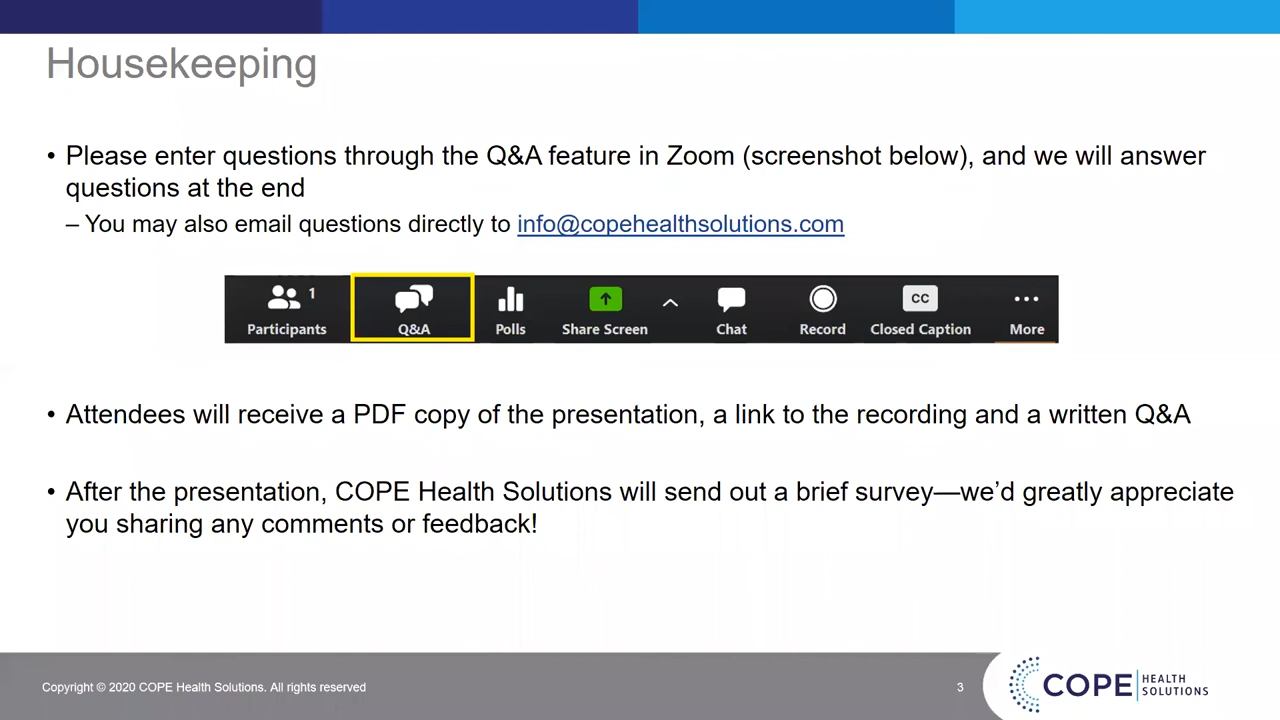 Housekeeping
• Please enter questions through the Q&A feature in Zoom (screenshot below), and we will answer
questions at the end
– You may also email questions directly to info@copehealthsolutions.com
1
Participants Q&A Polls Share Screen Chat Record CC Closed Caption More
• Attendees will receive a PDF copy of the presentation, a link to the recording and a written Q&A
• After the presentation, COPE Health Solutions will send out a brief survey—we’d greatly appreciate
you sharing any comments or feedback!
Copyright © 2020 COPE Health Solutions. All rights reserved
3
COPE HEALTH
SOLUTIONS